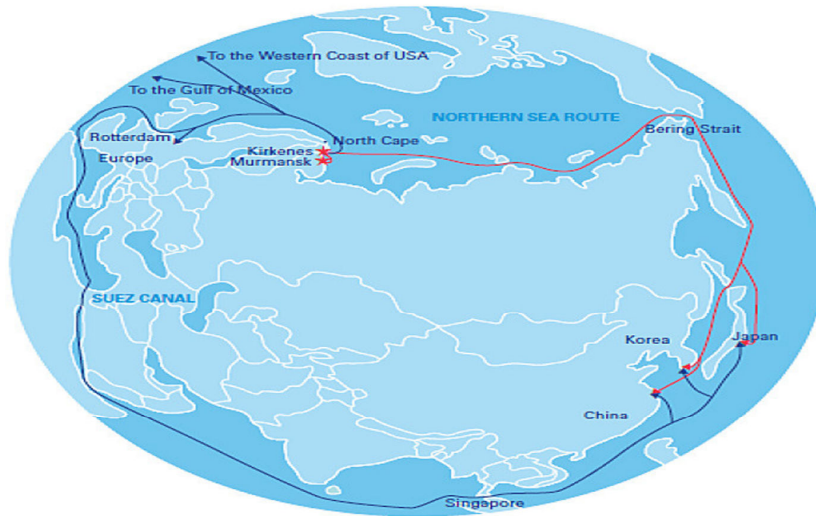 To the Western Coast of USA
To the Gulf of Mexico
NORTHERN SEA ROUTE
Bering Strait
Rotterdam
North Cape
Kirkenes
Europe
Murmansk
SUEZ CANAL
Korea
Japan
China
Singapore